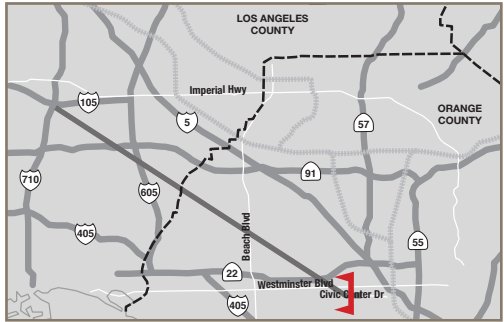 LOS ANGELES
COUNTY
105
Imperial Hwy
5
57
ORANGE
COUNTY
710
605
91
405
Beach Blvd
55
22
Westminster Blvd
Civic Center Dr
405